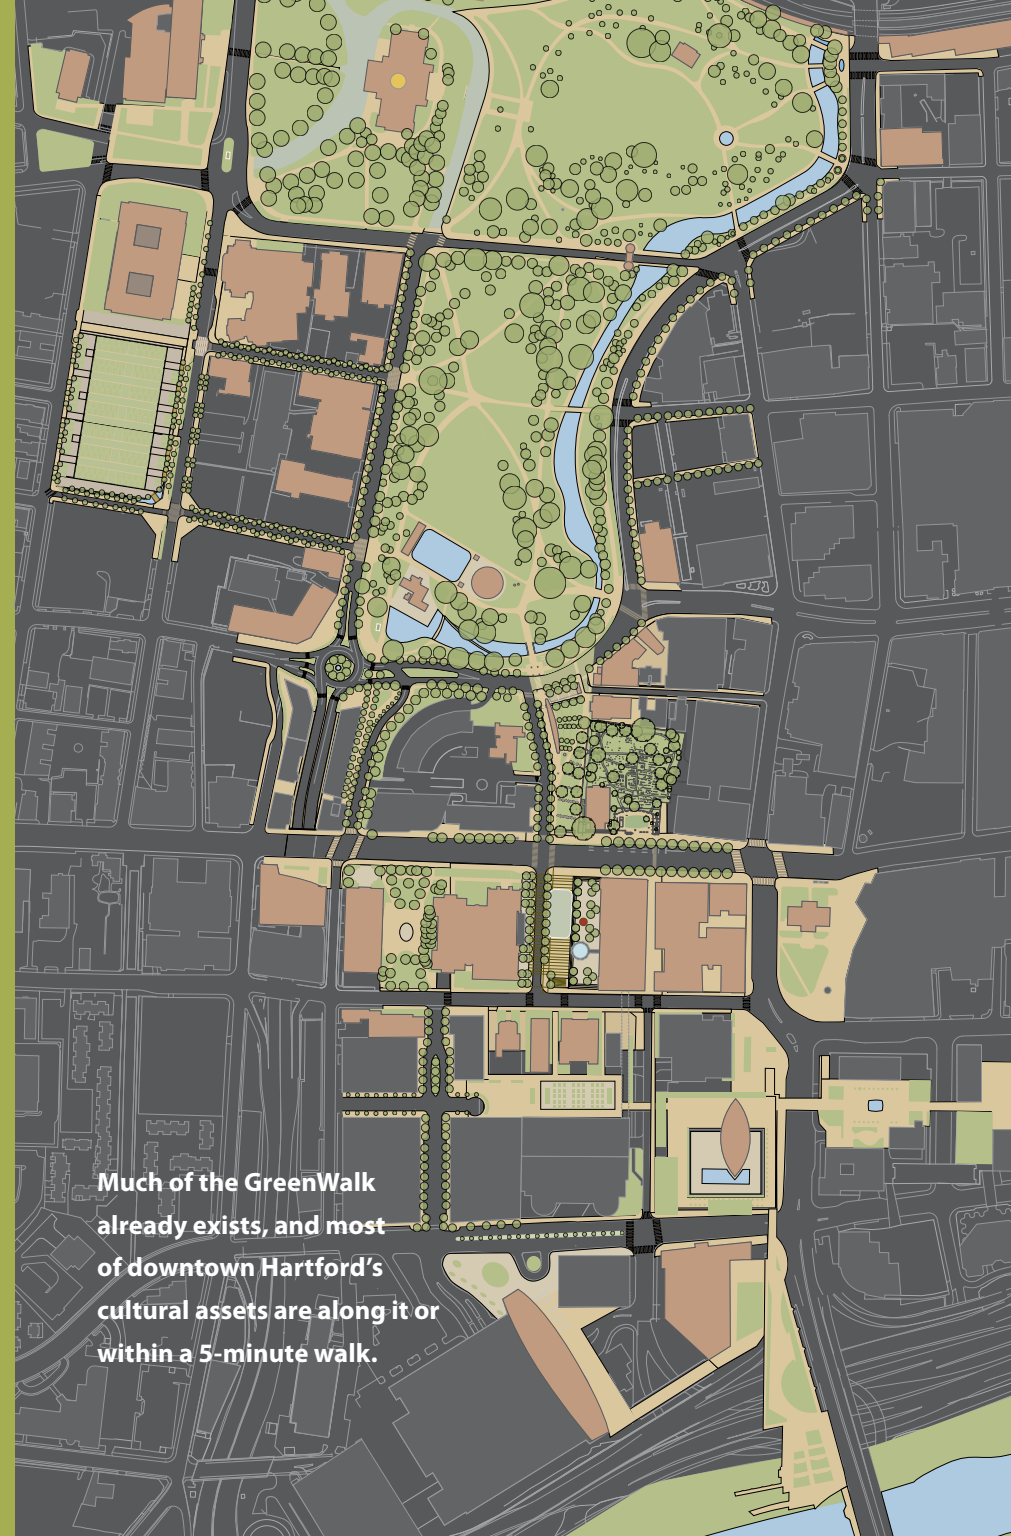 Much of the GreenWalk
already exists, and most
of downtown Hartford’s
cultural assets are along it or
within a 5-minute walk.